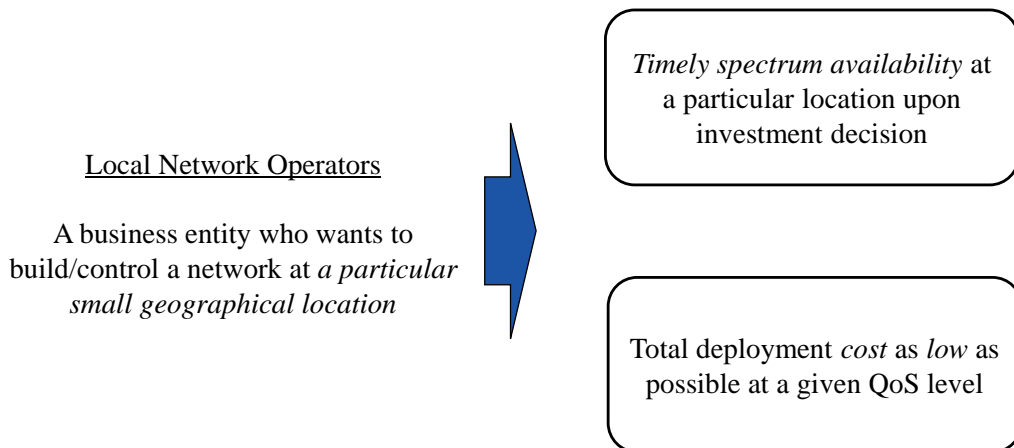 Local Network Operators
A business entity who wants to
build/control a network at a particular
small geographical location
Timely spectrum availability at
a particular location upon
investment decision
Total deployment cost as low as
possible at a given QoS level